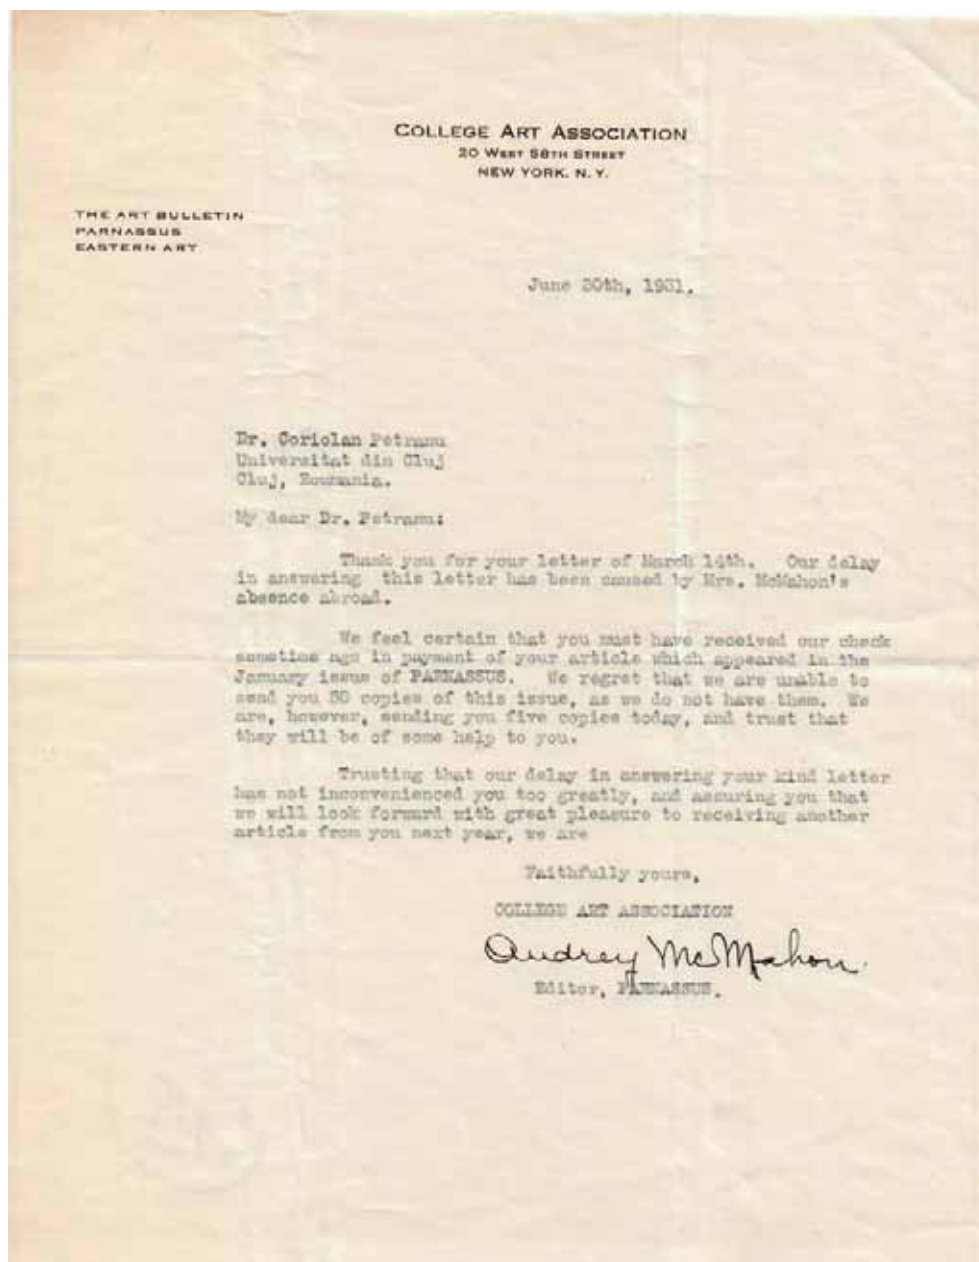 COLLEGE ART ASSOCIATION
20 WEST 58TH STREET
NEW YORK. N. Y.
THE ART BULLETIN
PARNASSUS
EASTERN ART
June 30th, 1931.
Dr. Coriolan Petranu
Universitat din Cluj
Cluj, Roumania.
My dear Dr. Petranu:
Thank you for your letter of March 14th. Our delay
in answering this letter has been caused by Mrs. McMahon's
absence abroad.
We feel certain that you must have received our check
sometime ago in payment of your article which appeared in the
January issue of PARNASSUS. We regret that we are unable to
send you 50 copies of this issue, as we do not have them. We
are, however, sending you five copies today, and trust that
they will be of some help to you.
Trusting that our delay in answering your kind letter
has not inconvenienced you too greatly, and assuring you that
we will look forward with great pleasure to receiving another
article from you next year, we are
Faithfully yours,
COLLEGE ART ASSOCIATION
Audrey McMahon.
Editor, PARNASSUS.